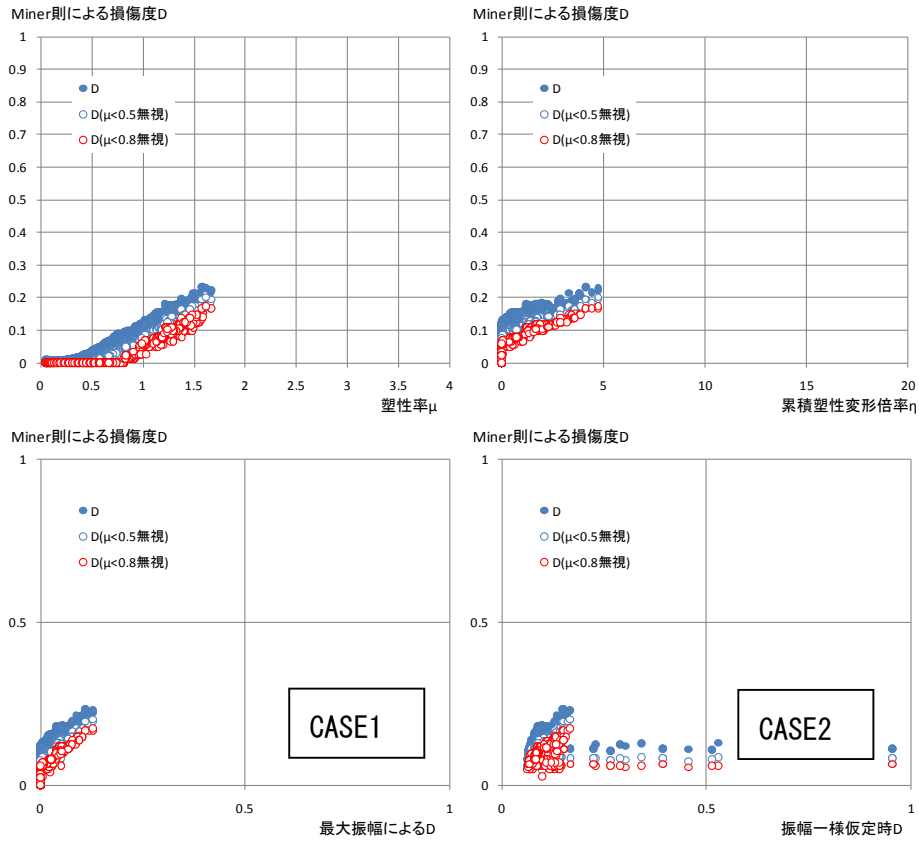 Miner則による損傷度D
1
0.9
0.8
0.7
0.6
0.5
0.4
0.3
0.2
0.1
0
D
D(μ<0.5無視)
D(μ<0.8無視)
0 0.5 1 1.5 2 2.5 3 3.5 4
塑性率μ
Miner則による損傷度D
1
0.9
0.8
0.7
0.6
0.5
0.4
0.3
0.2
0.1
0
D
D(μ<0.5無視)
D(μ<0.8無視)
0 5 10 15 20
累積塑性変形倍率η
Miner則による損傷度D
1
0.5
0
D
D(μ<0.5無視)
D(μ<0.8無視)
CASE1
0 0.5 1
最大振幅によるD
Miner則による損傷度D
1
0.5
0
D
D(μ<0.5無視)
D(μ<0.8無視)
CASE2
0 0.5 1
振幅一様仮定時D